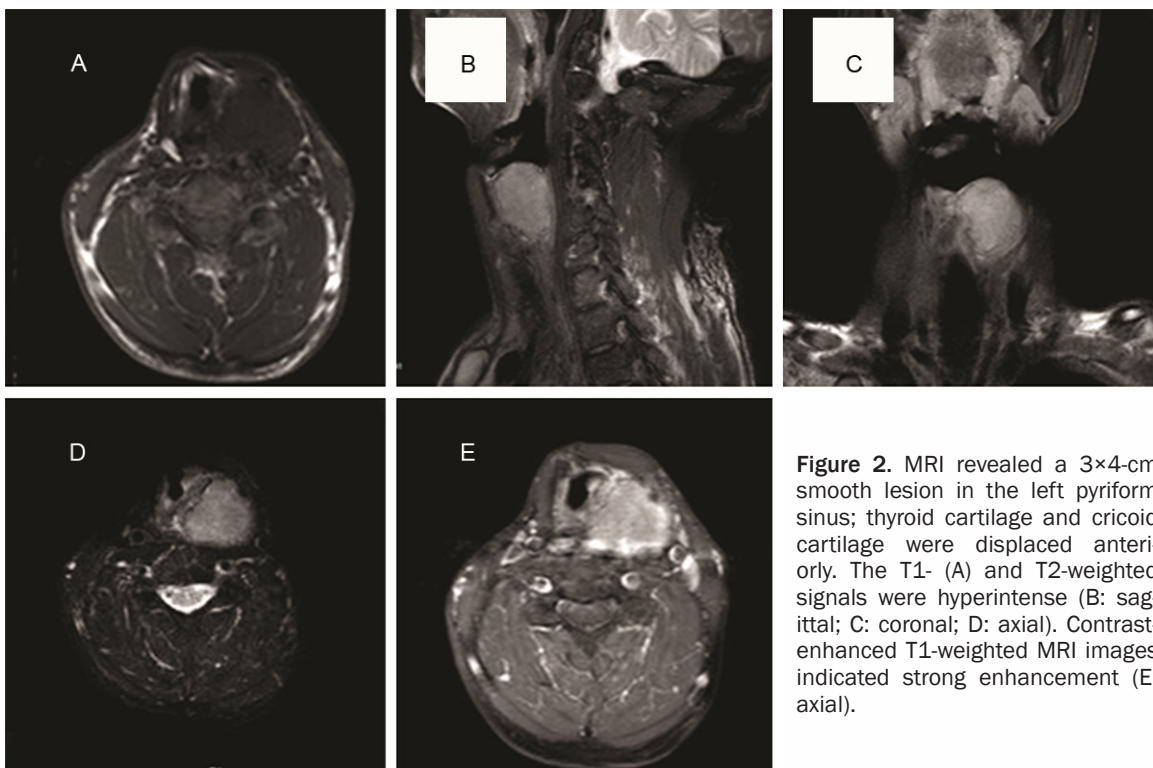 A
B
C
D
E
Figure 2. MRI revealed a 3×4-cm
smooth lesion in the left pyriform
sinus; thyroid cartilage and cricoid
cartilage were displaced anteri-
orly. The T1- (A) and T2-weighted
signals were hyperintense (B: sag-
ittal; C: coronal; D: axial). Contrast-
enhanced T1-weighted MRI images
indicated strong enhancement (E:
axial).